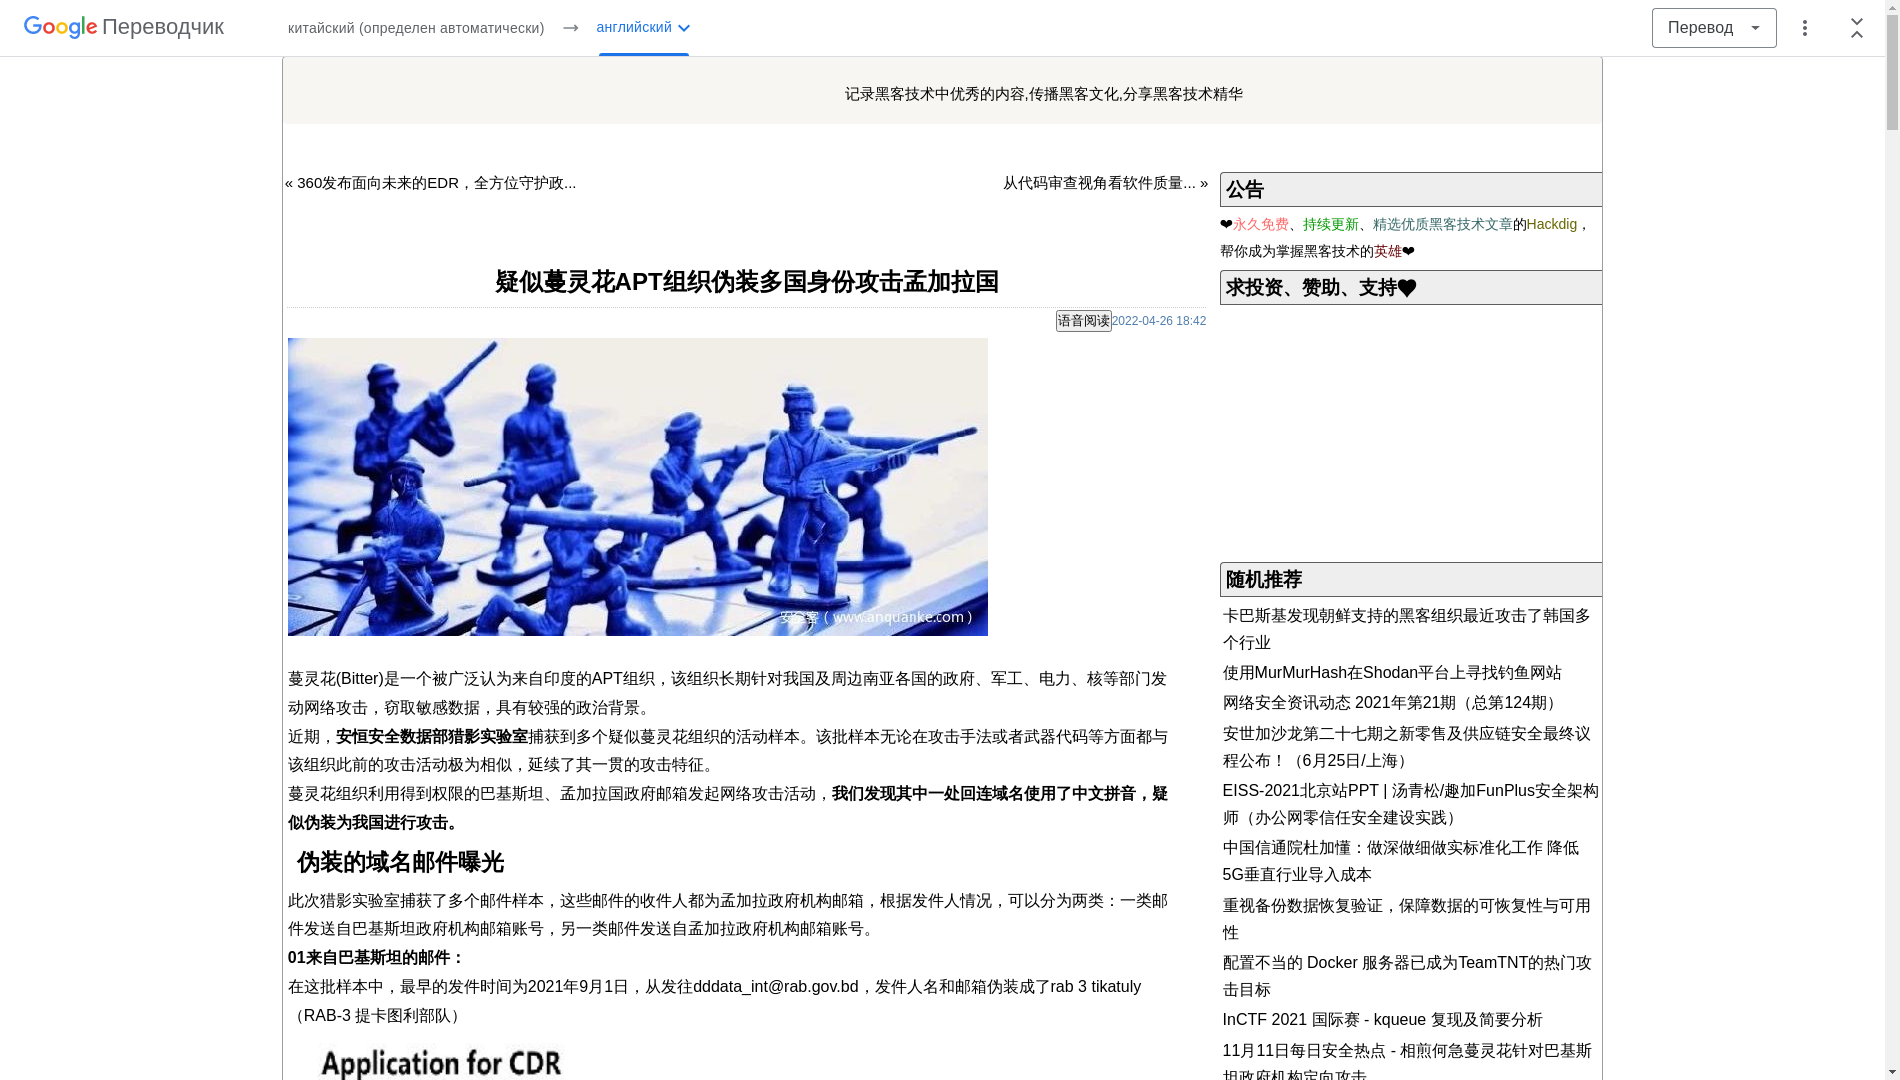 Google Переводчик
китайский (определен автоматически)
→
английский
Перевод
记录黑客技术中优秀的内容,传播黑客文化,分享黑客技术精华
« 360发布面向未来的EDR，全方位守护政...
从代码审查视角看软件质量... »
疑似蔓灵花APT组织伪装多国身份攻击孟加拉国
语音阅读2022-04-26 18:42
安全客 ( www.anquanke.com )
蔓灵花(Bitter)是一个被广泛认为来自印度的APT组织，该组织长期针对我国及周边南亚各国的政府、军工、电力、核等部门发
动网络攻击，窃取敏感数据，具有较强的政治背景。
近期，安恒安全数据部猎影实验室捕获到多个疑似蔓灵花组织的活动样本。该批样本无论在攻击手法或者武器代码等方面都与
该组织此前的攻击活动极为相似，延续了其一贯的攻击特征。
蔓灵花组织利用得到权限的巴基斯坦、孟加拉国政府邮箱发起网络攻击活动，我们发现其中一处回连域名使用了中文拼音，疑
似伪装为我国进行攻击。
伪装的域名邮件曝光
此次猎影实验室捕获了多个邮件样本，这些邮件的收件人都为孟加拉政府机构邮箱，根据发件人情况，可以分为两类：一类邮
件发送自巴基斯坦政府机构邮箱账号，另一类邮件发送自孟加拉政府机构邮箱账号。
01来自巴基斯坦的邮件：
在这批样本中，最早的发件时间为2021年9月1日，从发往dddata_int@rab.gov.bd，发件人名和邮箱伪装成了rab 3 tikatuly
（RAB-3 提卡图利部队）
Application for CDR
公告
❤永久免费、持续更新、精选优质黑客技术文章的Hackdig，
帮你成为掌握黑客技术的英雄❤
求投资、赞助、支持♥
随机推荐
卡巴斯基发现朝鲜支持的黑客组织最近攻击了韩国多
个行业
使用MurMurHash在Shodan平台上寻找钓鱼网站
网络安全资讯动态 2021年第21期（总第124期）
安世加沙龙第二十七期之新零售及供应链安全最终议
程公布！（6月25日/上海）
EISS-2021北京站PPT | 汤青松/趣加FunPlus安全架构
师（办公网零信任安全建设实践）
中国信通院杜加懂：做深做细做实标准化工作 降低
5G垂直行业导入成本
重视备份数据恢复验证，保障数据的可恢复性与可用
性
配置不当的 Docker 服务器已成为TeamTNT的热门攻
击目标
InCTF 2021 国际赛 - kqueue 复现及简要分析
11月11日每日安全热点 - 相煎何急蔓灵花针对巴基斯
坦政府机构定向攻击